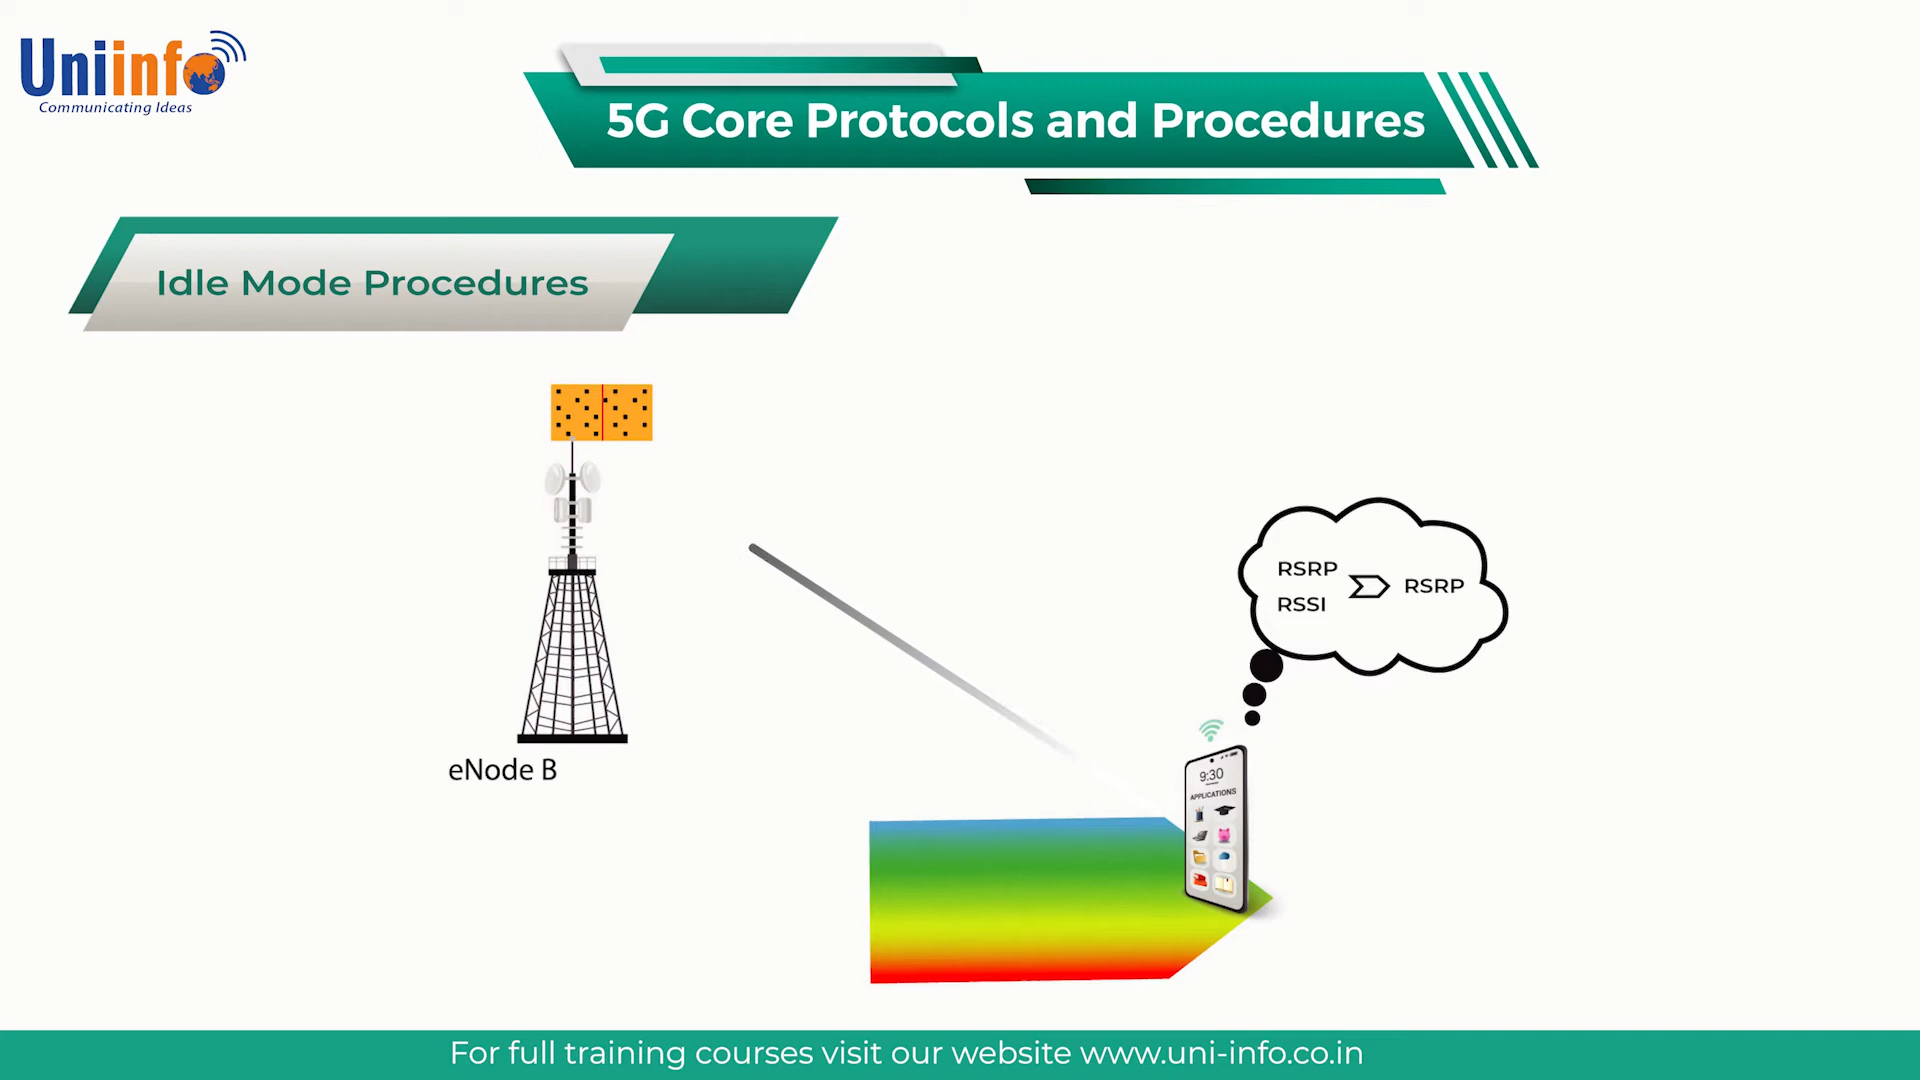 Uniinfo
Communicating Ideas
5G Core Protocols and Procedures
Idle Mode Procedures
RSRP
RSSI
RSRP
eNode B
9:30
APPLICATIONS
For full training courses visit our website www.uni-info.co.in